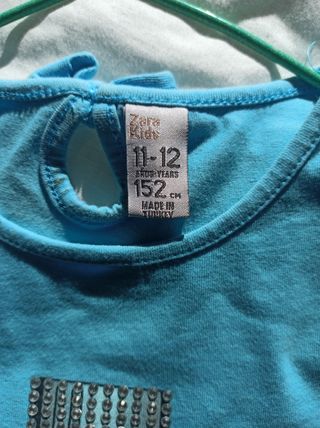 Zara
Kids
11-12
AÑOS-YEARS
152 CM
MADE IN
TURKEY